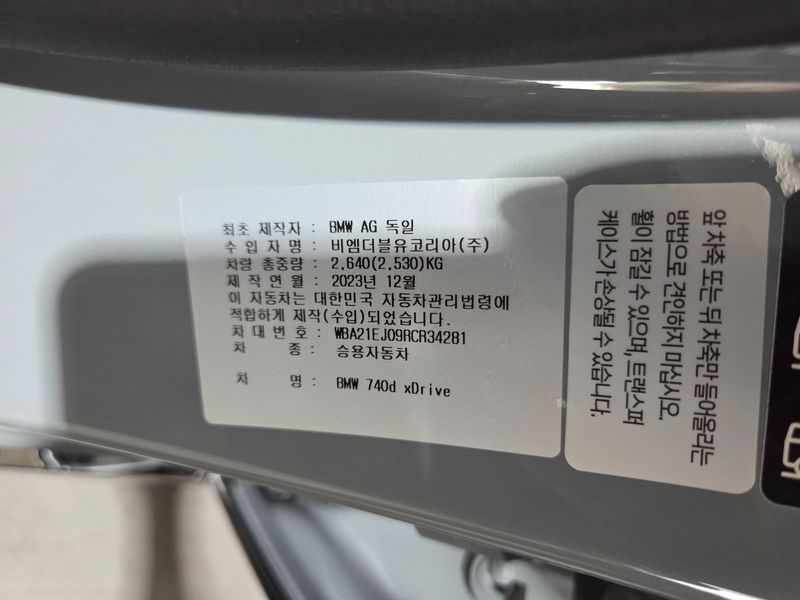 최초 제작자 : BMW AG 독일
수 입 자 명 : 비엠더블유코리아(주)
차량 총중량 : 2,640(2,530)KG
제 작 연 월 : 2023년 12월
이 자동차는 대한민국 자동차관리법령에
적합하게 제작(수입)되었습니다.
차 대 번 호 : WBA21EJ09RCR34281
차 종 : 승용자동차
차 명 : BMW 740d xDrive
앞 차축 또는 뒤 차축만 들어올리는
방법으로 견인하지 마십시오.
휠이 잠길 수 있으며, 트랜스퍼
케이스가 손상될 수 있습니다.